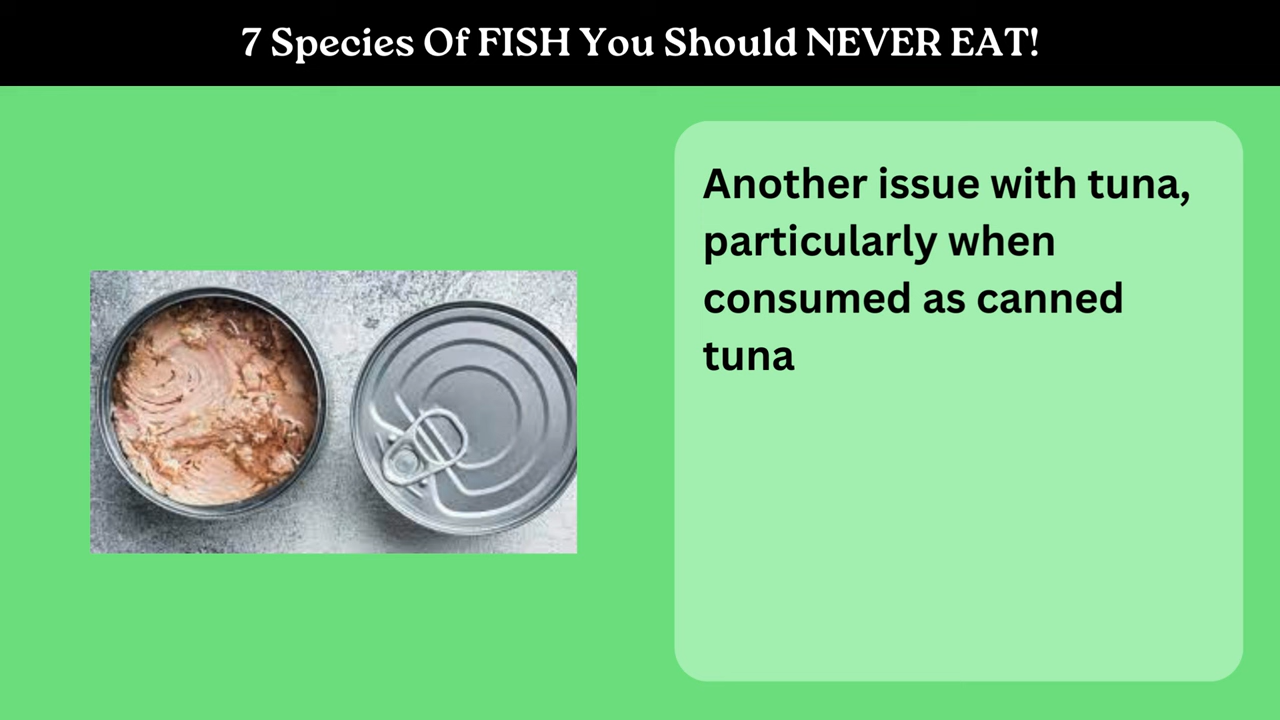 7 Species Of FISH You Should NEVER EAT!
Another issue with tuna,
particularly when
consumed as canned
tuna